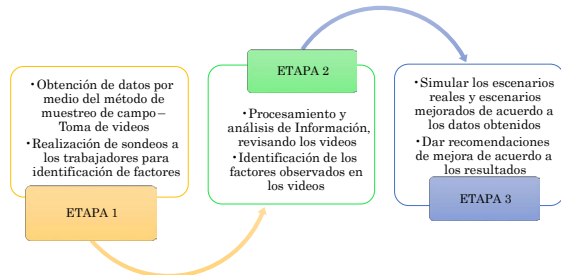 •Obtención de datos por
medio del método de
muestreo de campo –
Toma de videos
•Realización de sondeos a
los trabajadores para
identificación de factores
ETAPA 1
ETAPA 2
•Procesamiento y
análisis de Información,
revisando los videos
•Identificación de los
factores observados en
los videos
•Simular los escenarios
reales y escenarios
mejorados de acuerdo a
los datos obtenidos
•Dar recomendaciones
de mejora de acuerdo a
los resultados
ETAPA 3